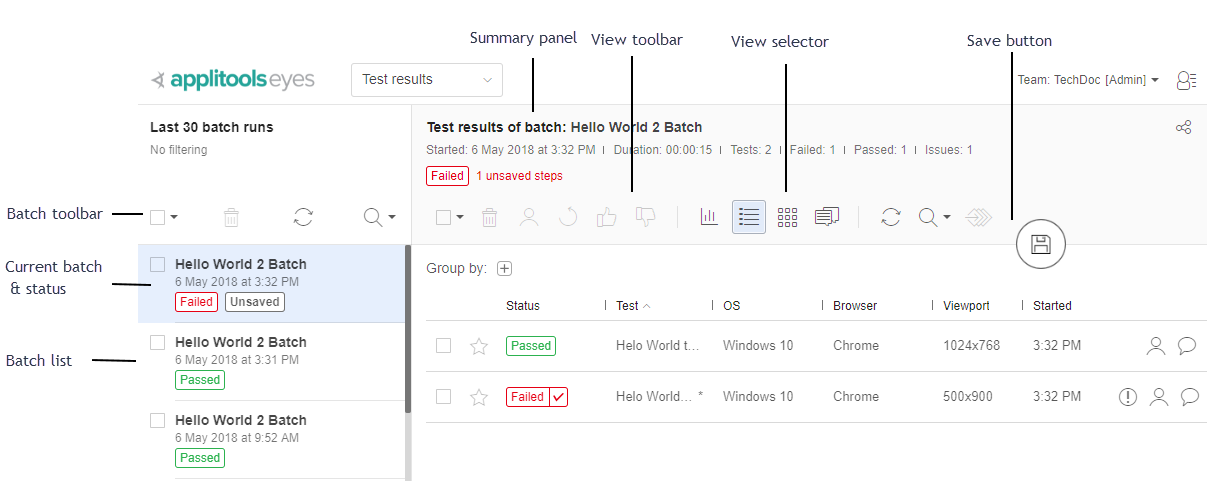 Summary panel View toolbar View selector Save button
applitools eyes Test results Team: TechDoc [Admin]
Last 30 batch runs
No filtering
Test results of batch: Hello World 2 Batch
Started: 6 May 2018 at 3:32 PM Duration: 00:00:15 Tests: 2 Failed: 1 Passed: 1 Issues: 1
Failed 1 unsaved steps
Batch toolbar
Current batch
& status
Hello World 2 Batch
6 May 2018 at 3:32 PM
Failed Unsaved
Batch list
Hello World 2 Batch
6 May 2018 at 3:31 PM
Passed
Hello World 2 Batch
6 May 2018 at 9:52 AM
Passed
Group by:
Status Test OS Browser Viewport Started
Passed Helo World t... Windows 10 Chrome 1024x768 3:32 PM
Failed Helo World... * Windows 10 Chrome 500x900 3:32 PM